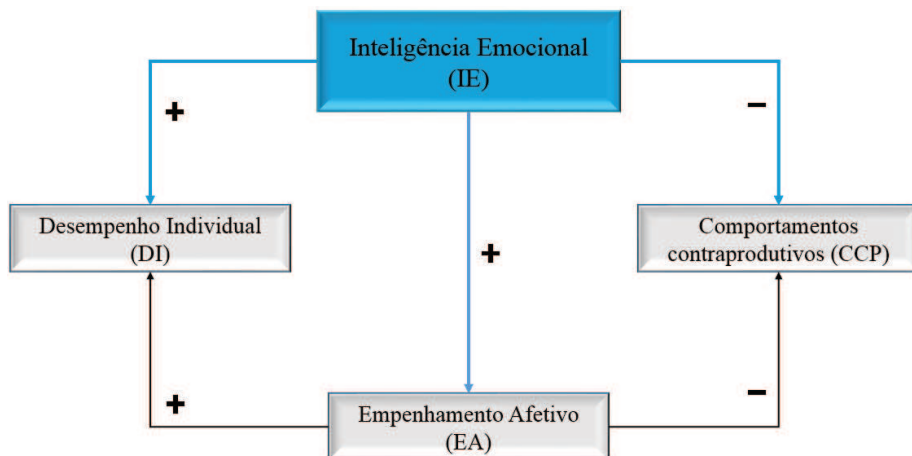 Inteligência Emocional
(IE)
+
−
Desempenho Individual
(DI)
Comportamentos
contraprodutivos (CCP)
+
+
−
Empenhamento Afetivo
(EA)